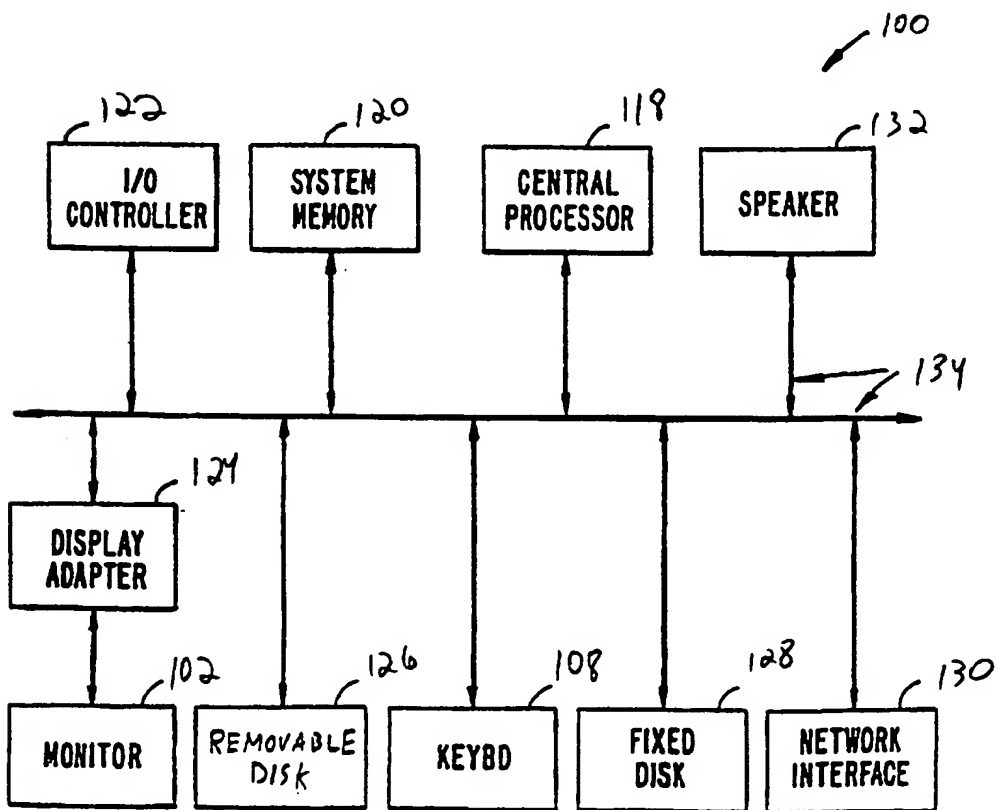 100
122
120
118
132
I/O
CONTROLLER
SYSTEM
MEMORY
CENTRAL
PROCESSOR
SPEAKER
134
124
DISPLAY
ADAPTER
102
126
108
128
130
MONITOR
REMOVABLE
DISK
KEYBD
FIXED
DISK
NETWORK
INTERFACE